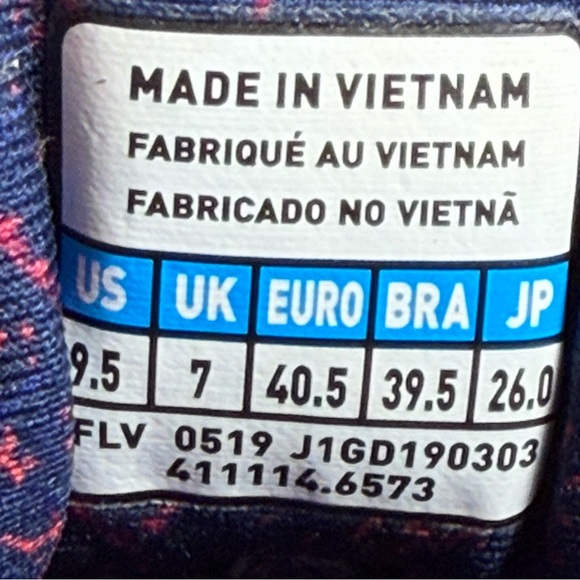 MADE IN VIETNAM
FABRIQUÉ AU VIETNAM
FABRICADO NO VIETNÃ
US UK EURO BRA JP
9.5 7 40.5 39.5 26.0
FLV 0519 J1GD190303
411114.6573